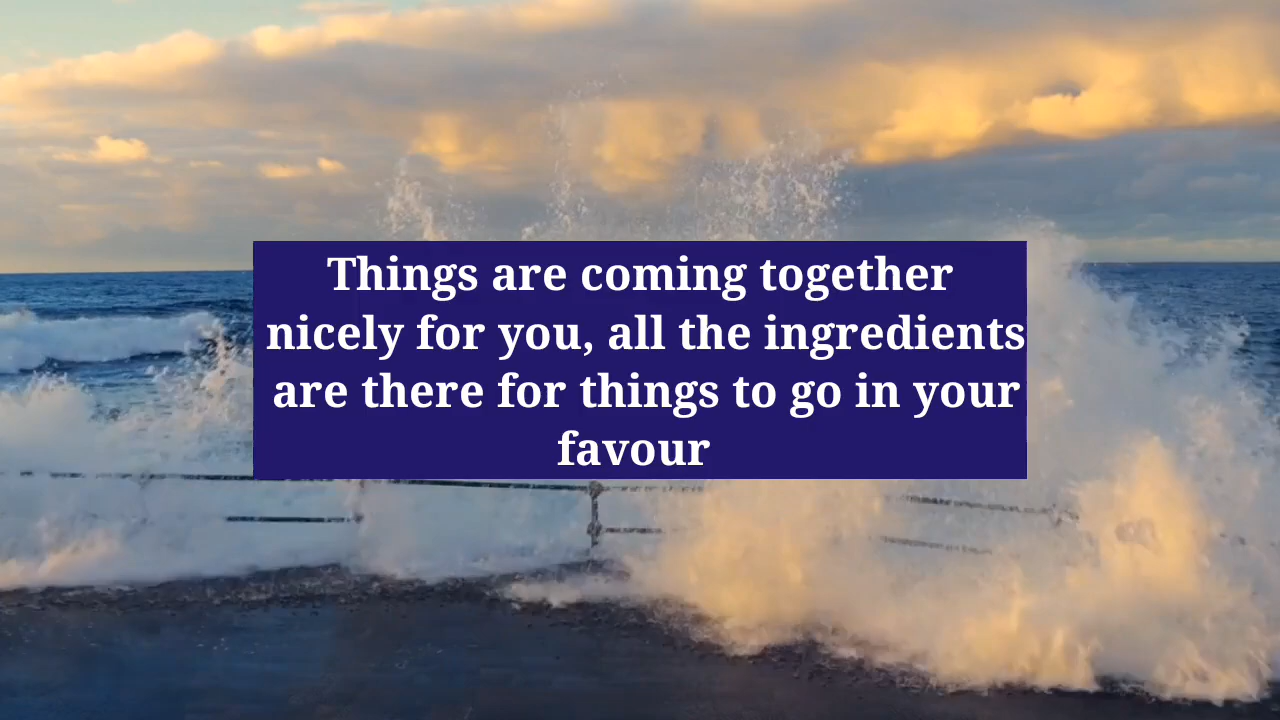 Things are coming together
nicely for you, all the ingredients
are there for things to go in your
favour